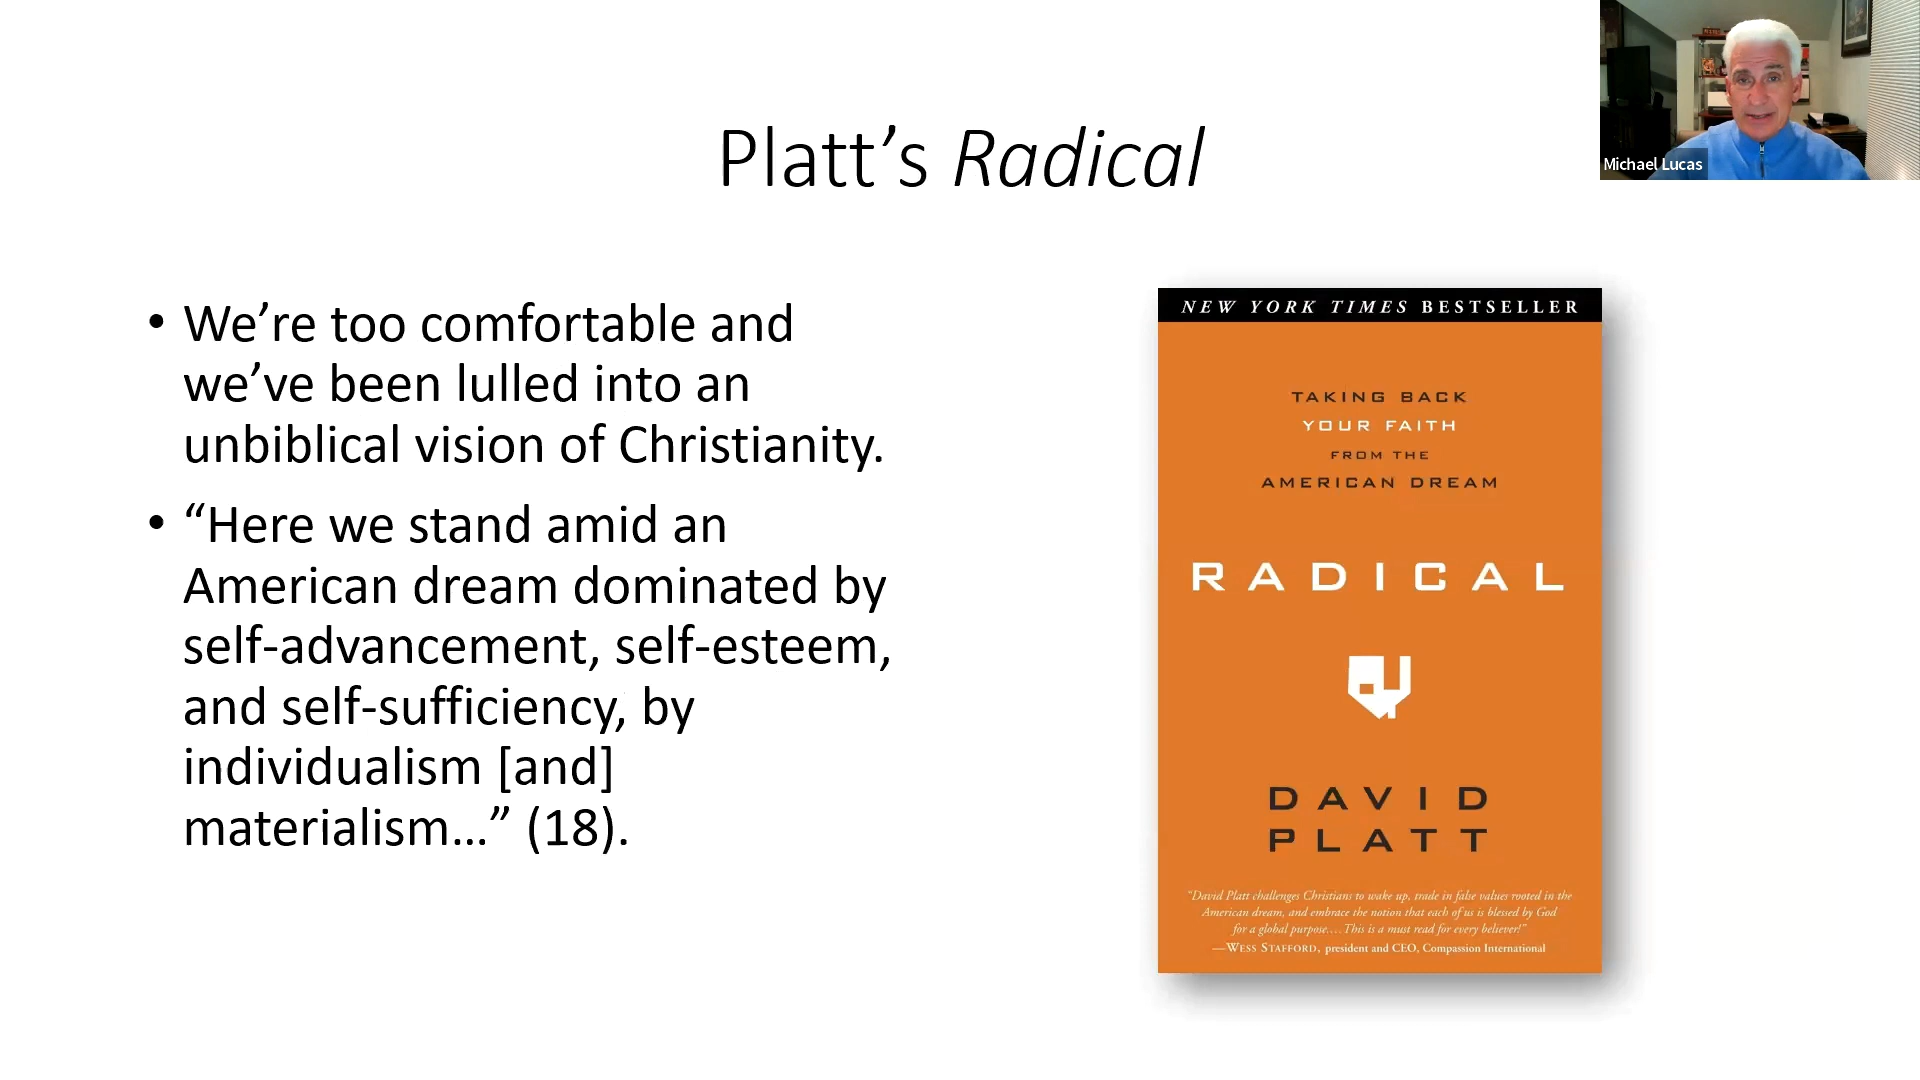 Platt’s Radical
Michael Lucas
• We’re too comfortable and
we’ve been lulled into an
unbiblical vision of Christianity.
• “Here we stand amid an
American dream dominated by
self-advancement, self-esteem,
and self-sufficiency, by
individualism [and]
materialism…” (18).
NEW YORK TIMES BESTSELLER
TAKING BACK
YOUR FAITH
FROM THE
AMERICAN DREAM
RADICAL
DAVID
PLATT
“David Platt challenges Christians to wake up, trade in false values rooted in the
American dream, and embrace the notion that each of us is blessed by God
for a global purpose.… This is a must read for every believer!”
—WESS STAFFORD, president and CEO, Compassion International